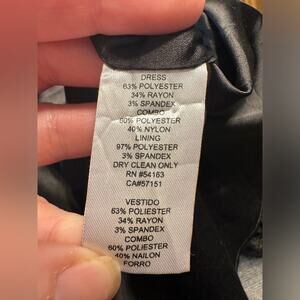 DRESS
63% POLYESTER
34% RAYON
3% SPANDEX
COMBO
60% POLYESTER
40% NYLON
LINING
97% POLYESTER
3% SPANDEX
DRY CLEAN ONLY
RN #54163
CA#57151
VESTIDO
63% POLIESTER
34% RAYON
3% SPANDEX
COMBO
60% POLIESTER
40% NAILON
FORRO